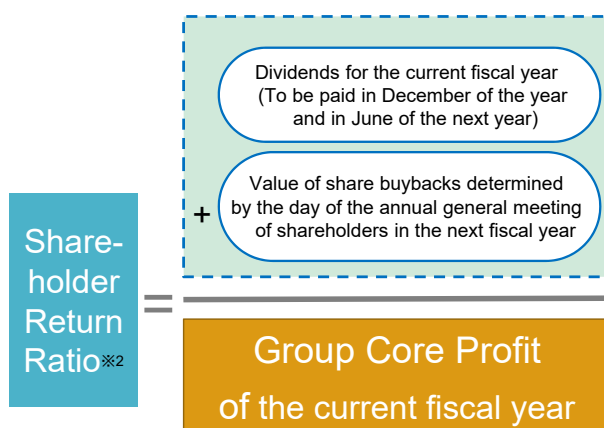 Dividends for the current fiscal year
(To be paid in December of the year
and in June of the next year)
+
Value of share buybacks determined
by the day of the annual general meeting
of shareholders in the next fiscal year
Share-
holder
Return
Ratio※2
=
Group Core Profit
of the current fiscal year